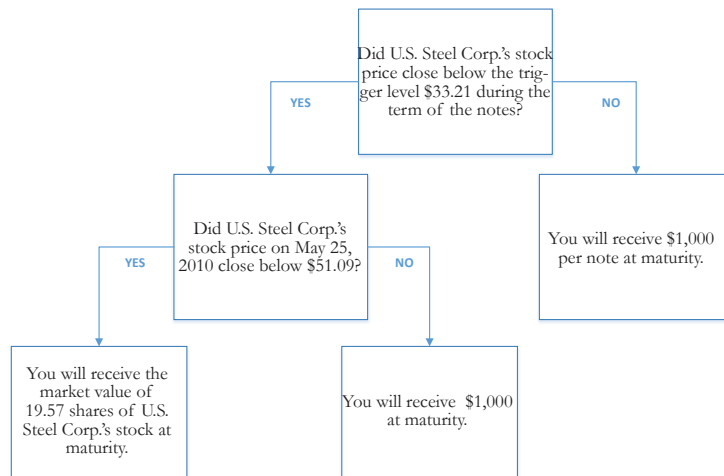 Did U.S. Steel Corp.'s stock
price close below the trig-
ger level $33.21 during the
term of the notes?
YES
NO
Did U.S. Steel Corp.'s
stock price on May 25,
2010 close below $51.09?
You will receive $1,000
per note at maturity.
YES
NO
You will receive the
market value of
19.57 shares of U.S.
Steel Corp.'s stock at
maturity.
You will receive $1,000
at maturity.